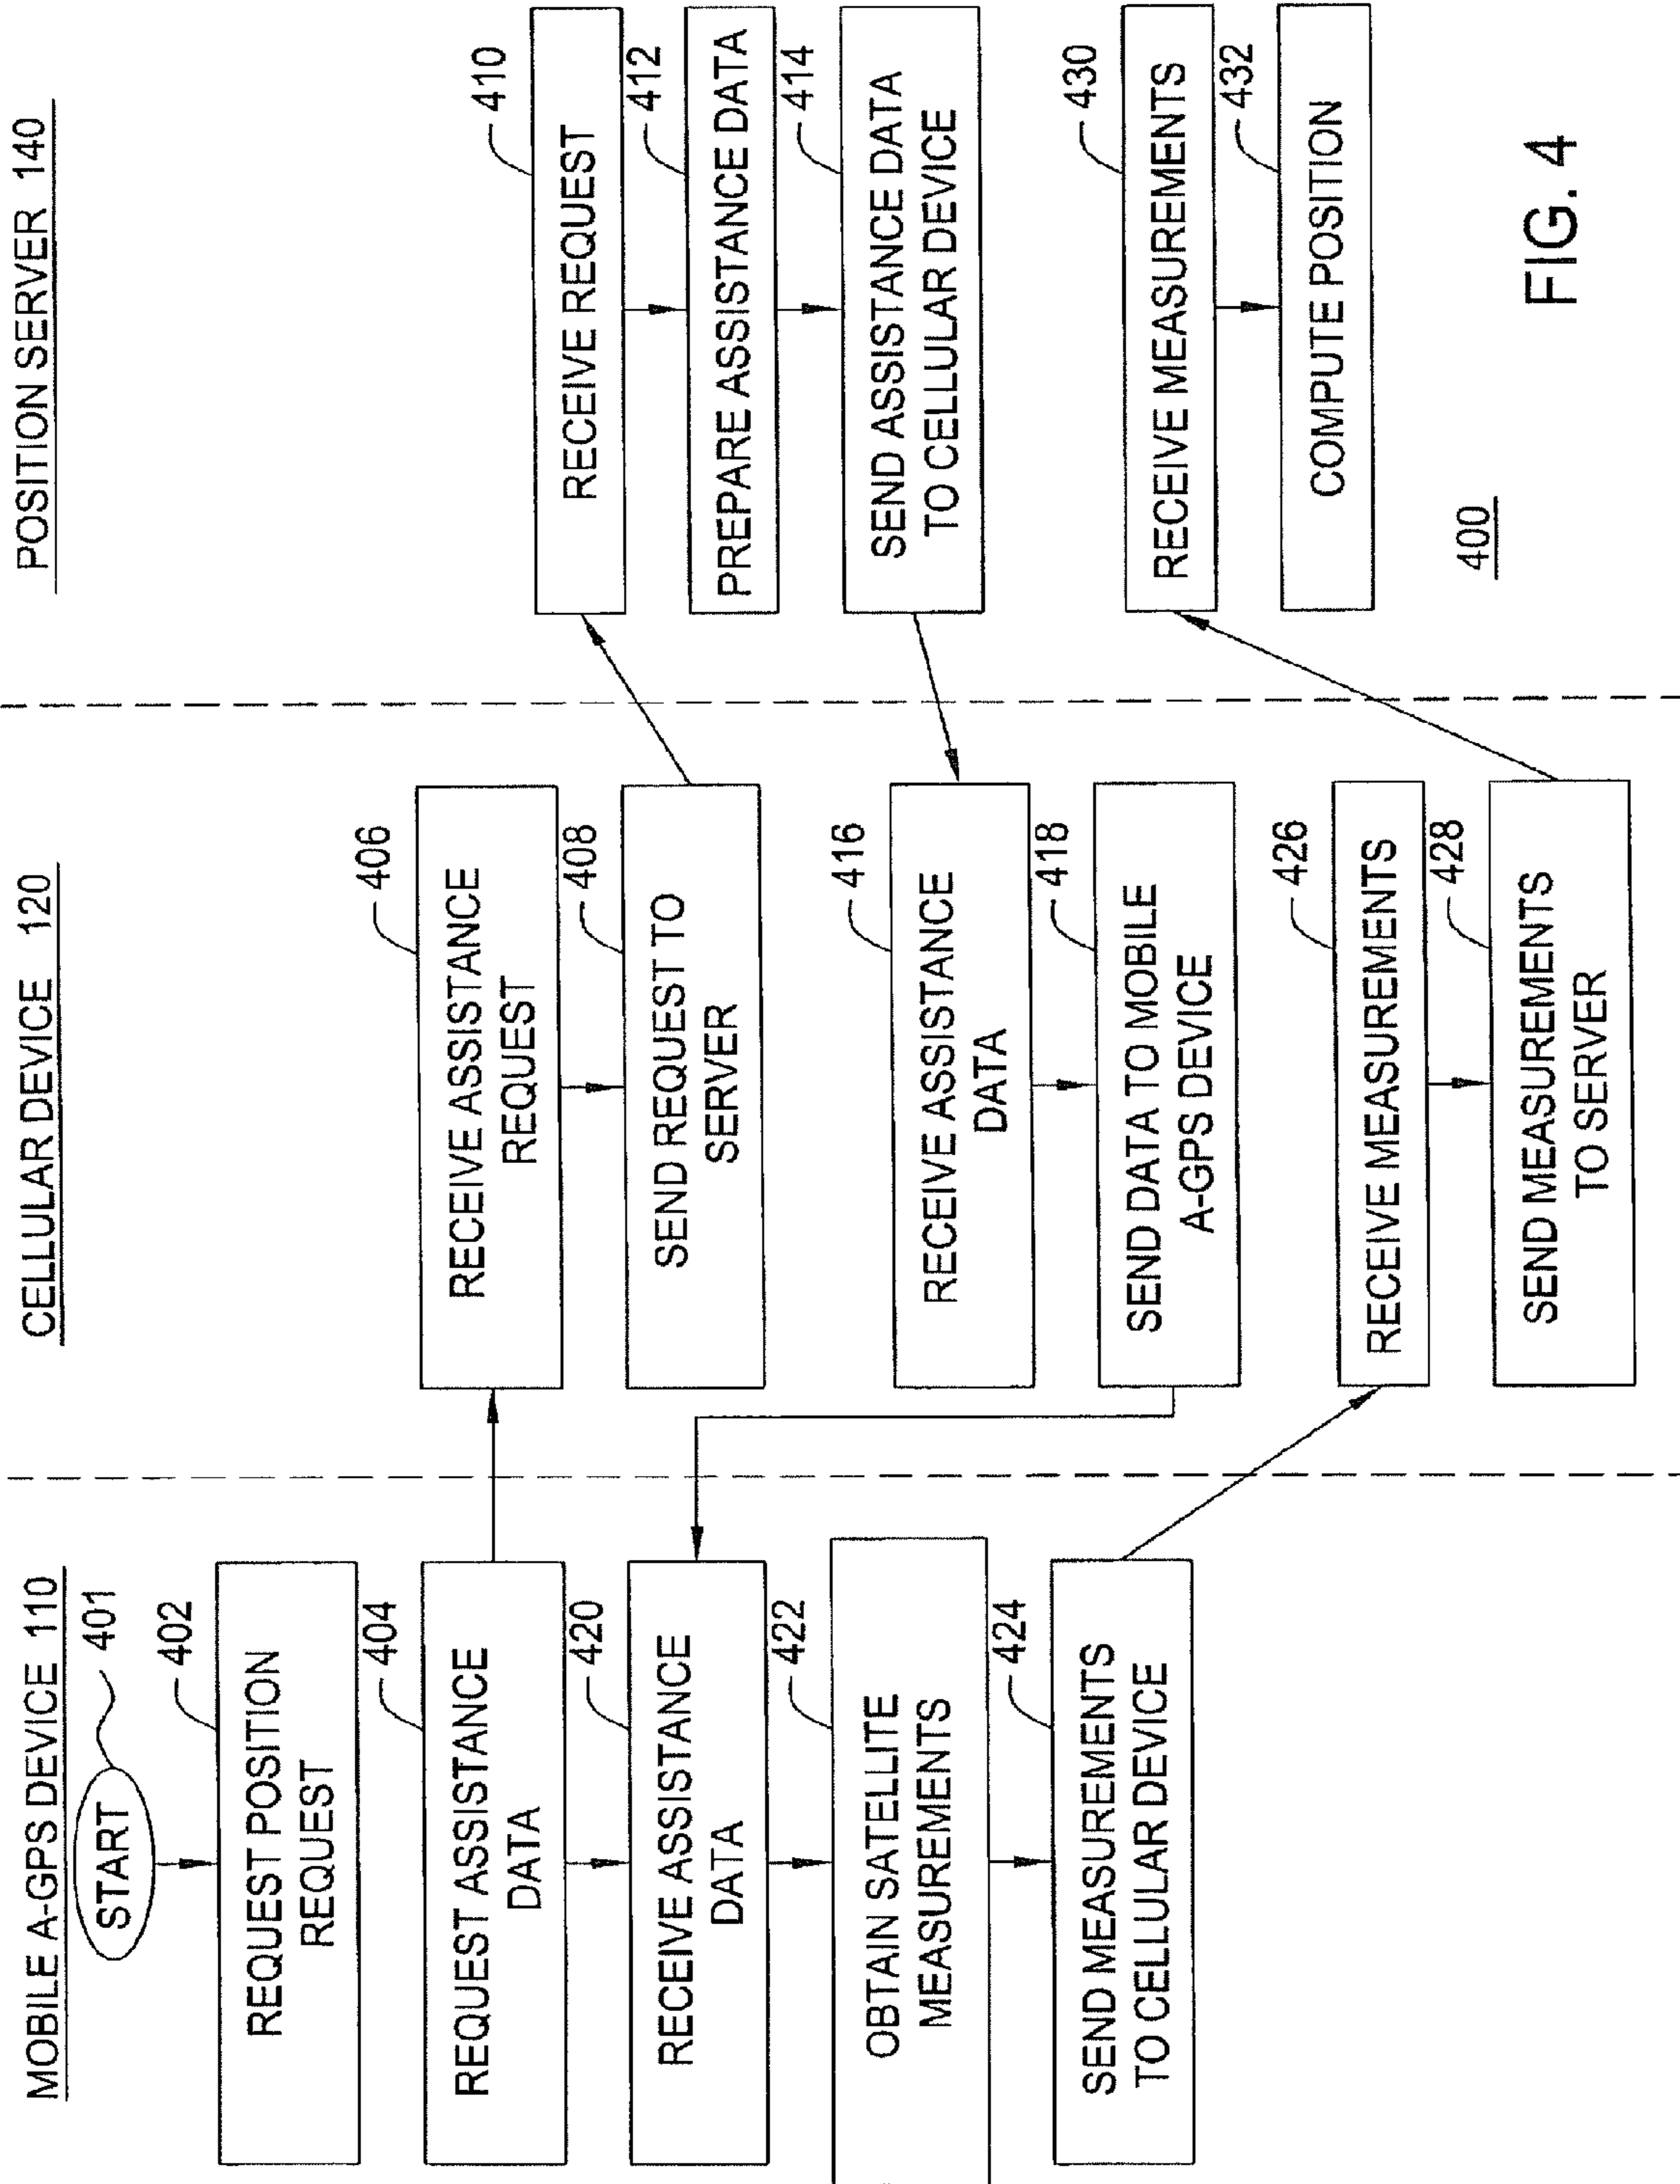 MOBILE A-GPS DEVICE 110
START
401
402
REQUEST POSITION
REQUEST
404
REQUEST ASSISTANCE
DATA
420
RECEIVE ASSISTANCE
DATA
422
OBTAIN SATELLITE
MEASUREMENTS
424
SEND MEASUREMENTS
TO CELLULAR DEVICE
CELLULAR DEVICE 120
406
RECEIVE ASSISTANCE
REQUEST
408
SEND REQUEST TO
SERVER
416
RECEIVE ASSISTANCE
DATA
418
SEND DATA TO MOBILE
A-GPS DEVICE
426
RECEIVE MEASUREMENTS
428
SEND MEASUREMENTS
TO SERVER
POSITION SERVER 140
410
RECEIVE REQUEST
412
PREPARE ASSISTANCE DATA
414
SEND ASSISTANCE DATA
TO CELLULAR DEVICE
430
RECEIVE MEASUREMENTS
432
COMPUTE POSITION
400
FIG. 4